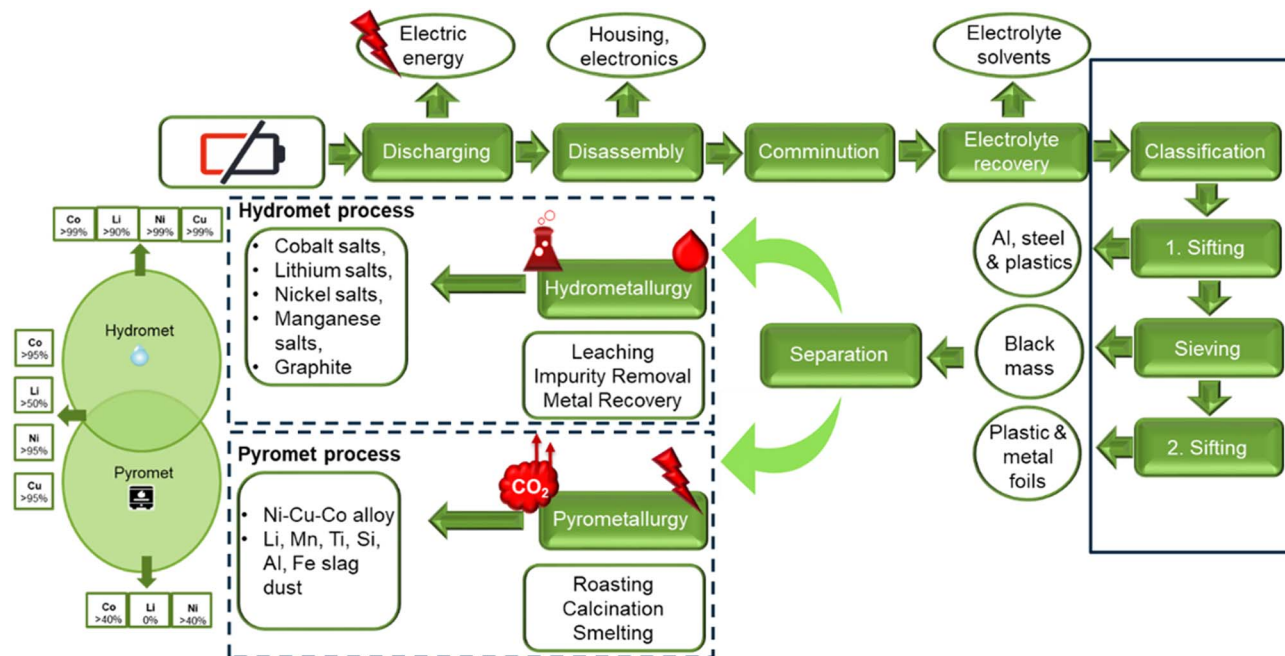 Electric
energy
Housing,
electronics
Electrolyte
solvents
Discharging
Disassembly
Comminution
Electrolyte
recovery
Classification
Co
>99%
Li
>90%
Ni
>99%
Cu
>99%
Hydromet
Co
>95%
Li
>50%
Ni
>95%
Cu
>95%
Pyromet
Co
>40%
Li
0%
Ni
>40%
Hydromet process
• Cobalt salts,
• Lithium salts,
• Nickel salts,
• Manganese
salts,
• Graphite
Hydrometallurgy
Leaching
Impurity Removal
Metal Recovery
Pyromet process
• Ni-Cu-Co alloy
• Li, Mn, Ti, Si,
Al, Fe slag
dust
CO2
Pyrometallurgy
Roasting
Calcination
Smelting
Separation
Al, steel
& plastics
Black
mass
Plastic &
metal
foils
1. Sifting
Sieving
2. Sifting